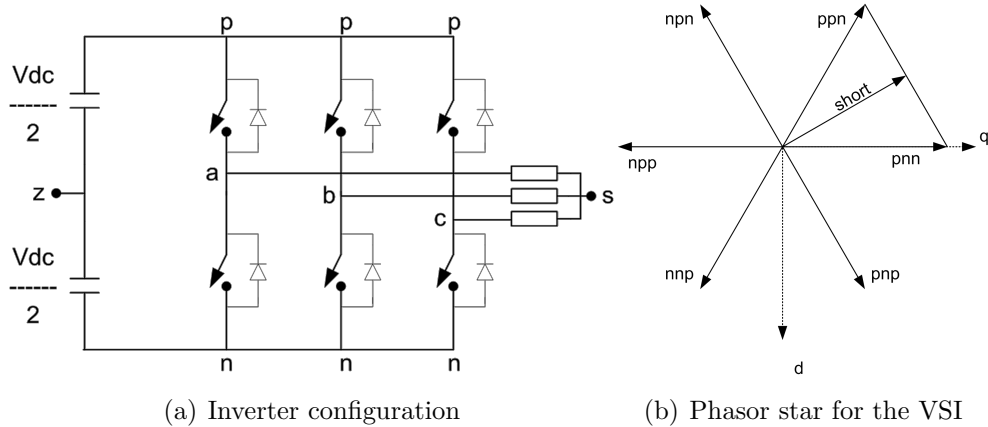 p p p
Vdc
2
a
z
b
s
c
Vdc
2
n n n
(a) Inverter configuration
npn
ppn
short
q
npp
pnn
nnp
pnp
d
(b) Phasor star for the VSI